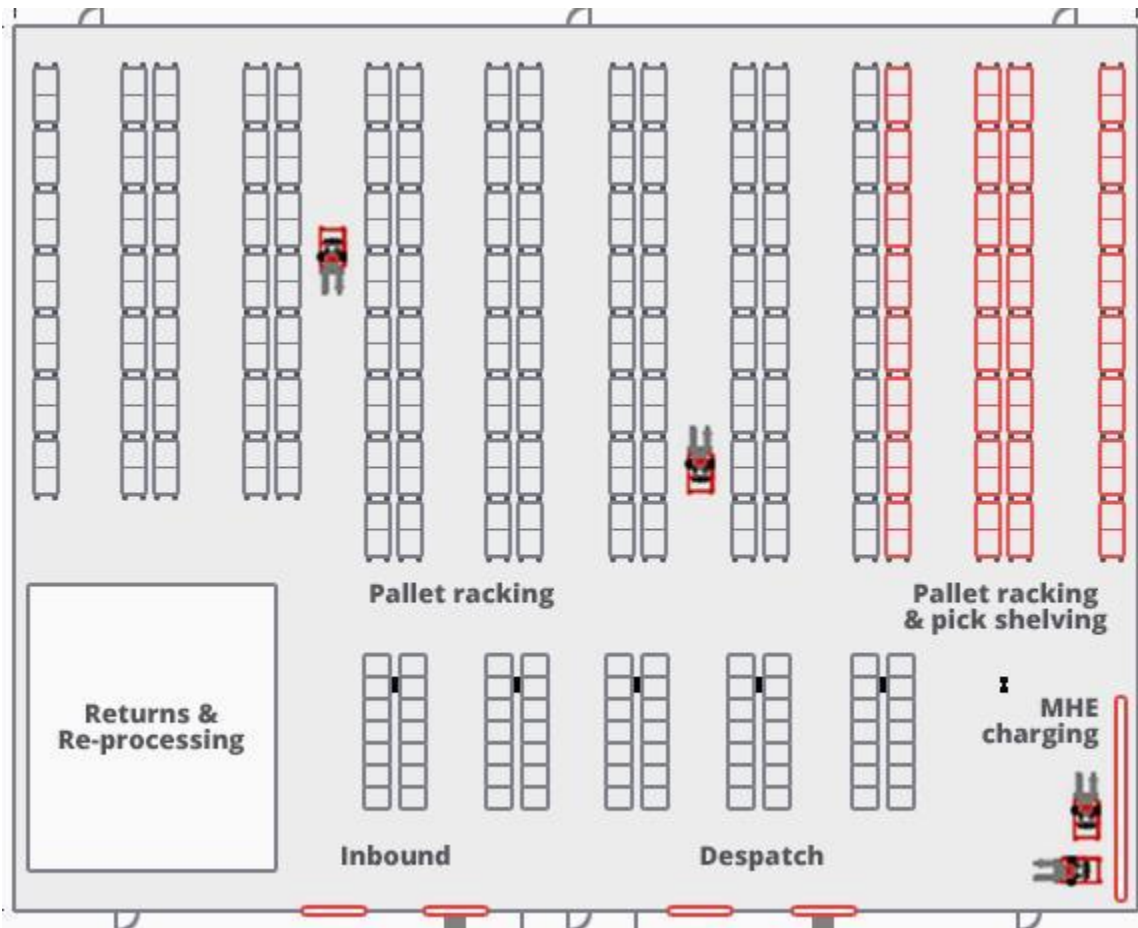 Pallet racking
Pallet racking
& pick shelving
Returns &
Re-processing
MHE
charging
Inbound
Despatch